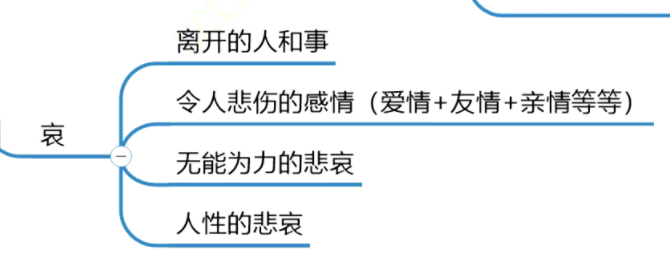 离开的人和事
令人悲伤的感情（爱情+友情+亲情等等）
哀
无能为力的悲哀
人性的悲哀